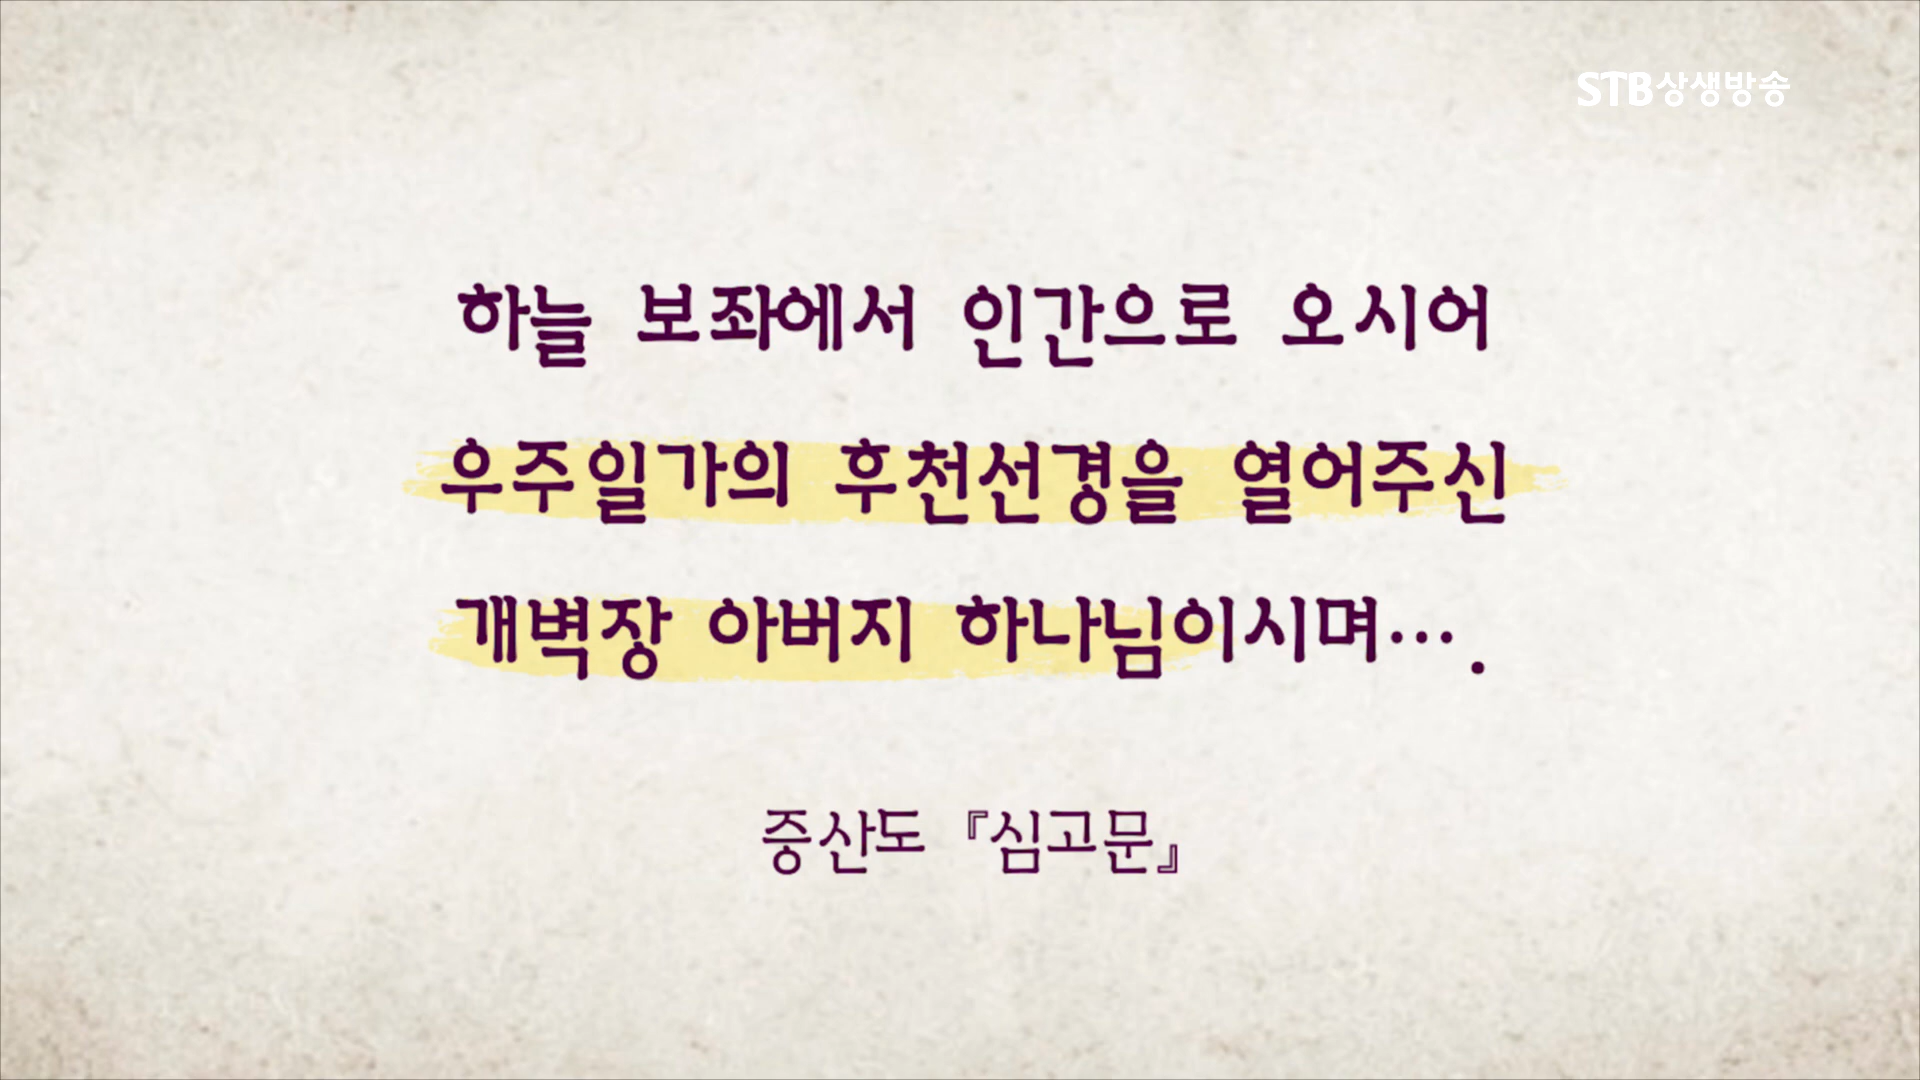 STB상생방송
하늘 보좌에서 인간으로 오시어
우주일가의 후천선경을 열어주신
개벽장 아버지 하나님이시며….
증산도 『심고문』